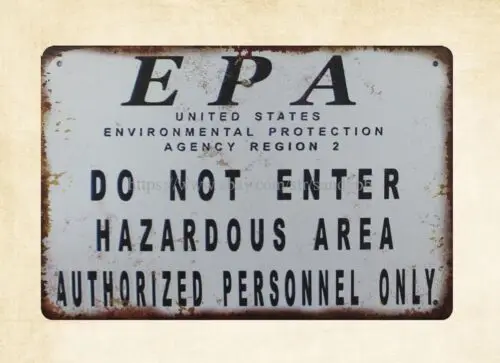 EPA
UNITED STATES
ENVIRONMENTAL PROTECTION
AGENCY REGION 2
DO NOT ENTER
HAZARDOUS AREA
AUTHORIZED PERSONNEL ONLY.